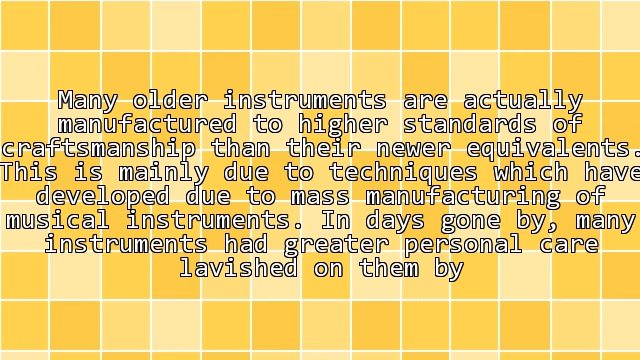 Many older instruments are actually
manufactured to higher standards of
craftsmanship than their newer equivalents.
This is mainly due to techniques which have
developed due to mass manufacturing of
musical instruments. In days gone by, many
instruments had greater personal care
lavished on them by